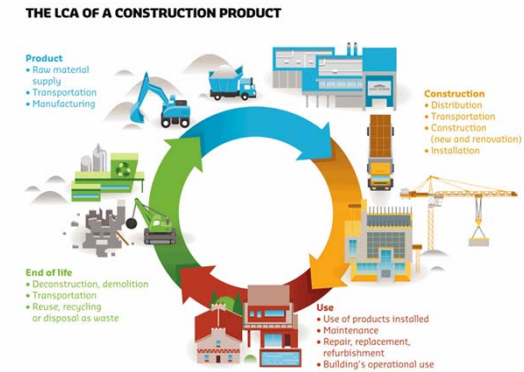 THE LCA OF A CONSTRUCTION PRODUCT
Product
• Raw material
supply
• Transportation
• Manufacturing
Construction
• Distribution
• Transportation
• Construction
(new and renovation)
• Installation
End of life
• Deconstruction, demolition
• Transportation
• Reuse, recycling
or disposal as waste
Use
• Use of products installed
• Maintenance
• Repair, replacement,
refurbishment
• Building's operational use